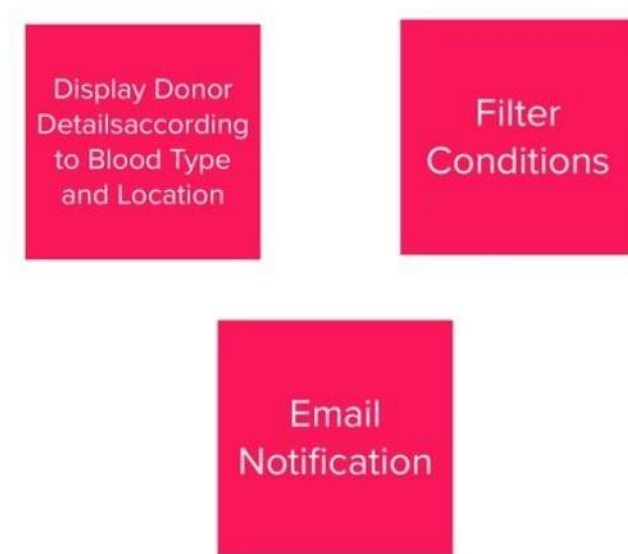 Display Donor
Detailsaccording
to Blood Type
and Location
Filter
Conditions
Email
Notification